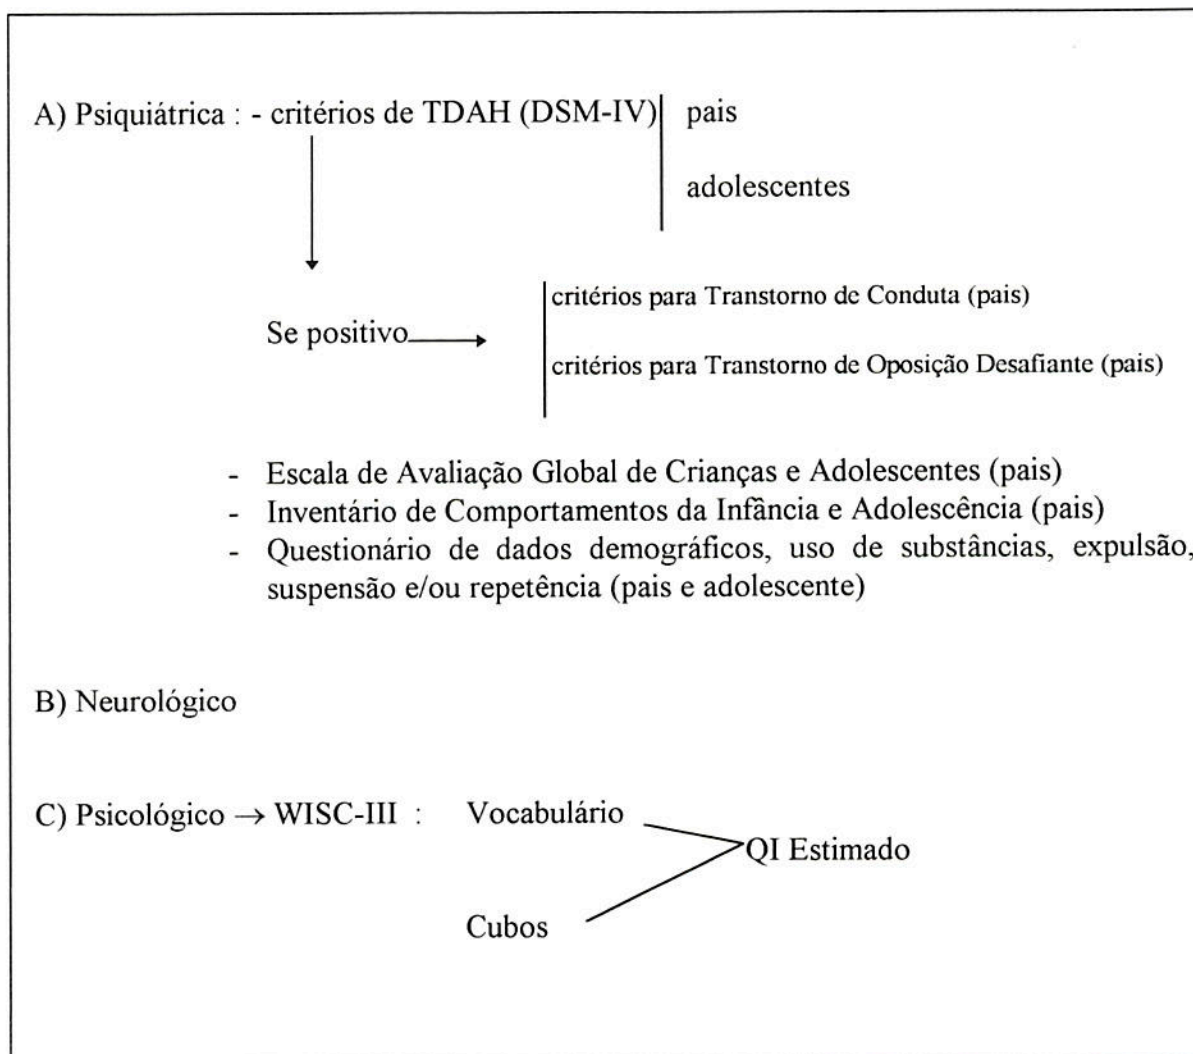 A) Psiquiátrica : - critérios de TDAH (DSM-IV) pais
adolescentes
critérios para Transtorno de Conduta (pais)
Se positivo
critérios para Transtorno de Oposição Desafiante (pais)
- Escala de Avaliação Global de Crianças e Adolescentes (pais)
- Inventário de Comportamentos da Infância e Adolescência (pais)
- Questionário de dados demográficos, uso de substâncias, expulsão,
suspensão e/ou repetência (pais e adolescente)
B) Neurológico
C) Psicológico → WISC-III : Vocabulário
QI Estimado
Cubos